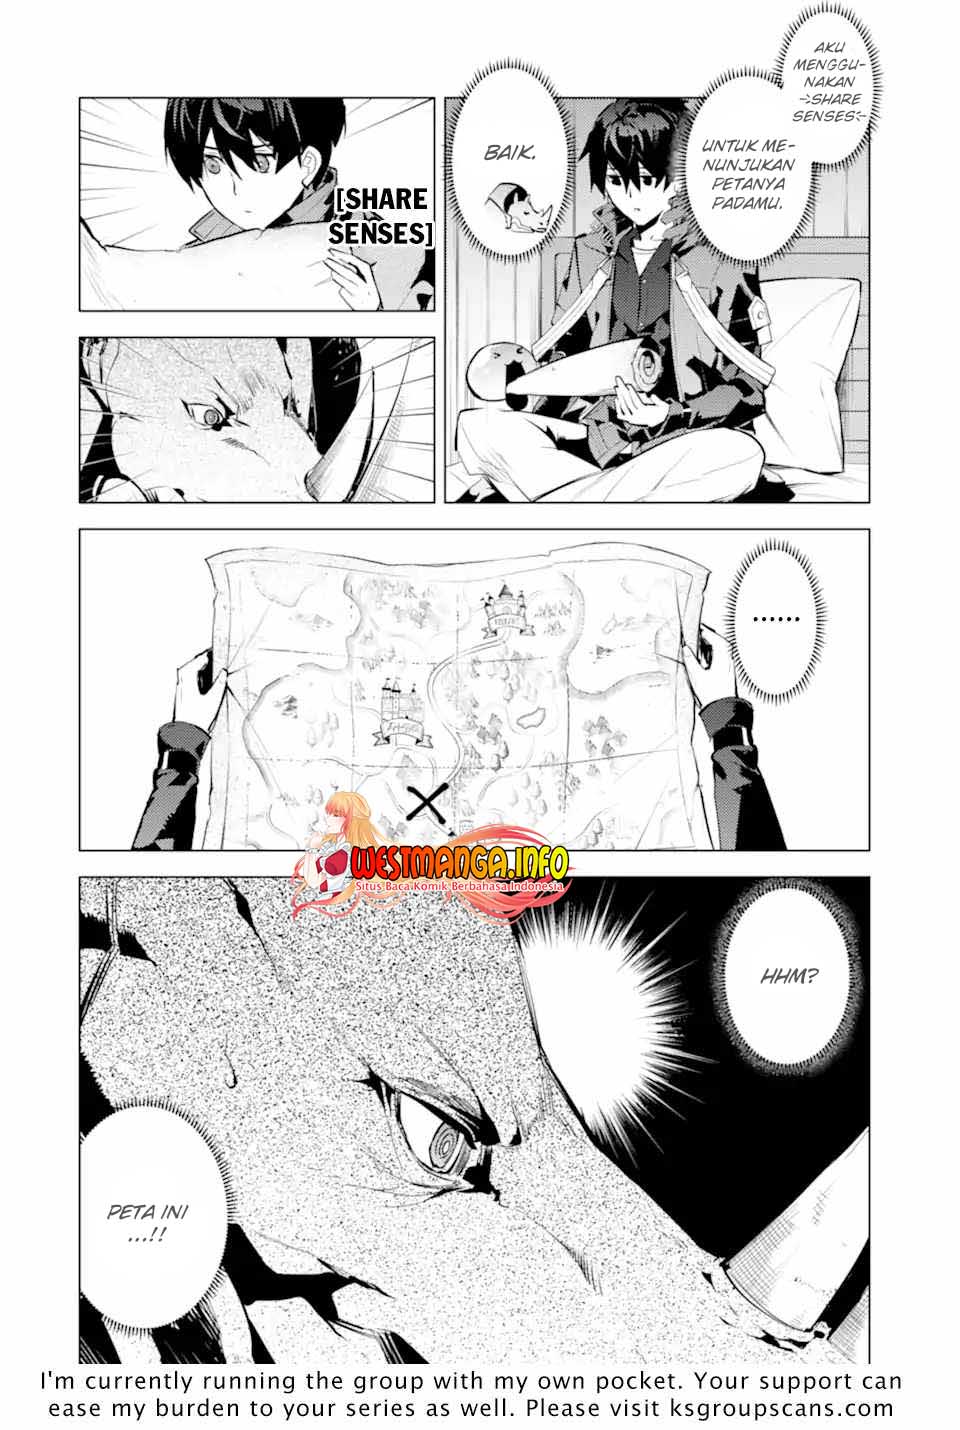 AKU
MENGGU-
NAKAN
->SHARE
SENSES<-
UNTUK ME-
NUNJUKAN
PETANYA
PADAMU.
BAIK.
[SHARE
SENSES]
......
WESTMANGA.INFO
Situs Baca Komik Berbahasa Indonesia
HHM?
PETA INI
...!!
I'm currently running the group with my own pocket. Your support can
ease my burden to your series as well. Please visit ksgroupscans.com